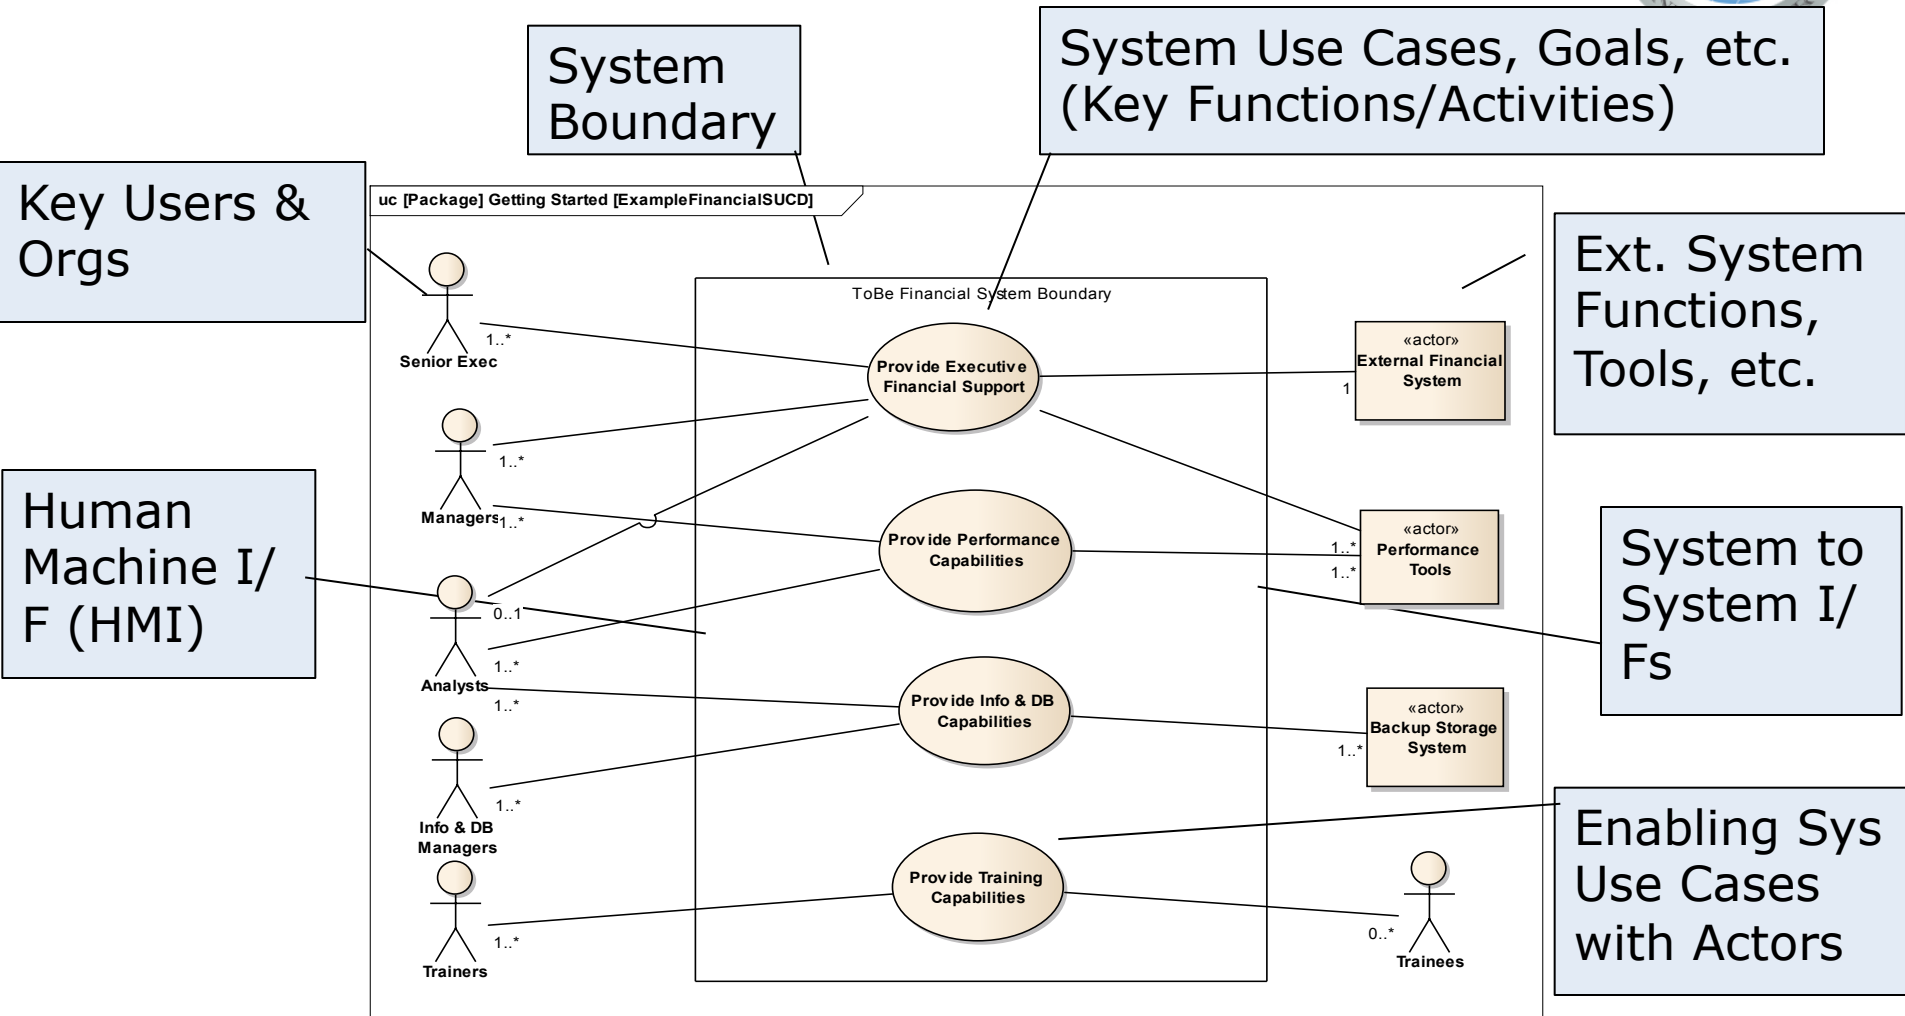 System
Boundary
System Use Cases, Goals, etc.
(Key Functions/Activities)
Key Users &
Orgs
uc [Package] Getting Started [ExampleFinancialSUCD]
Ext. System
Functions,
Tools, etc.
ToBe Financial System Boundary
Senior Exec
1..*
Provide Executive
Financial Support
«actor»
External Financial
System
1
Managers
1..*
1..*
Human
Machine I/
F (HMI)
Provide Performance
Capabilities
«actor»
Performance
Tools
1..*
1..*
System to
System I/
Fs
Analysts
0..1
1..*
1..*
Provide Info & DB
Capabilities
«actor»
Backup Storage
System
1..*
Info & DB
Managers
1..*
Enabling Sys
Use Cases
with Actors
Provide Training
Capabilities
Trainers
1..*
0..*
Trainees